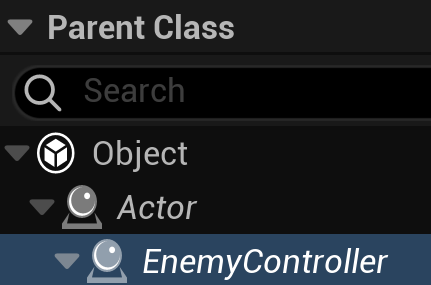 Parent Class
Search
Object
Actor
EnemyController